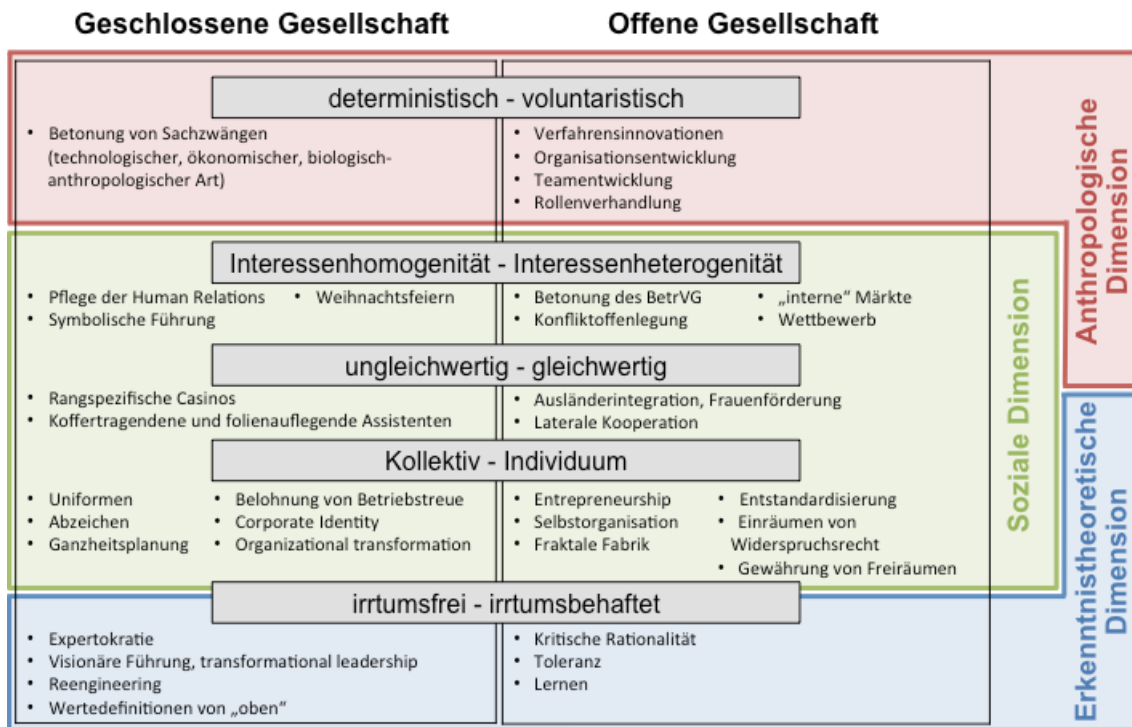 Geschlossene Gesellschaft
Offene Gesellschaft
deterministisch - voluntaristisch
• Betonung von Sachzwängen
(technologischer, ökonomischer, biologisch-
anthropologischer Art)
• Verfahrensinnovationen
• Organisationsentwicklung
• Teamentwicklung
• Rollenverhandlung
Interessenhomogenität - Interessenheterogenität
• Pflege der Human Relations
• Symbolische Führung
• Weihnachtsfeiern
• Betonung des BetrVG
• Konfliktoffenlegung
• „interne“ Märkte
• Wettbewerb
ungleichwertig - gleichwertig
• Rangspezifische Casinos
• Koffertragendene und folienauflegende Assistenten
• Ausländerintegration, Frauenförderung
• Laterale Kooperation
Kollektiv - Individuum
• Uniformen
• Abzeichen
• Ganzheitsplanung
• Belohnung von Betriebstreue
• Corporate Identity
• Organizational transformation
• Entrepreneurship
• Selbstorganisation
• Fraktale Fabrik
• Entstandardisierung
• Einräumen von
Widerspruchsrecht
• Gewährung von Freiräumen
irrtumsfrei - irrtumsbehaftet
• Expertokratie
• Visionäre Führung, transformational leadership
• Reengineering
• Wertedefinitionen von „oben“
• Kritische Rationalität
• Toleranz
• Lernen
Anthropologische
Dimension
Soziale Dimension
Erkenntnistheoretische
Dimension